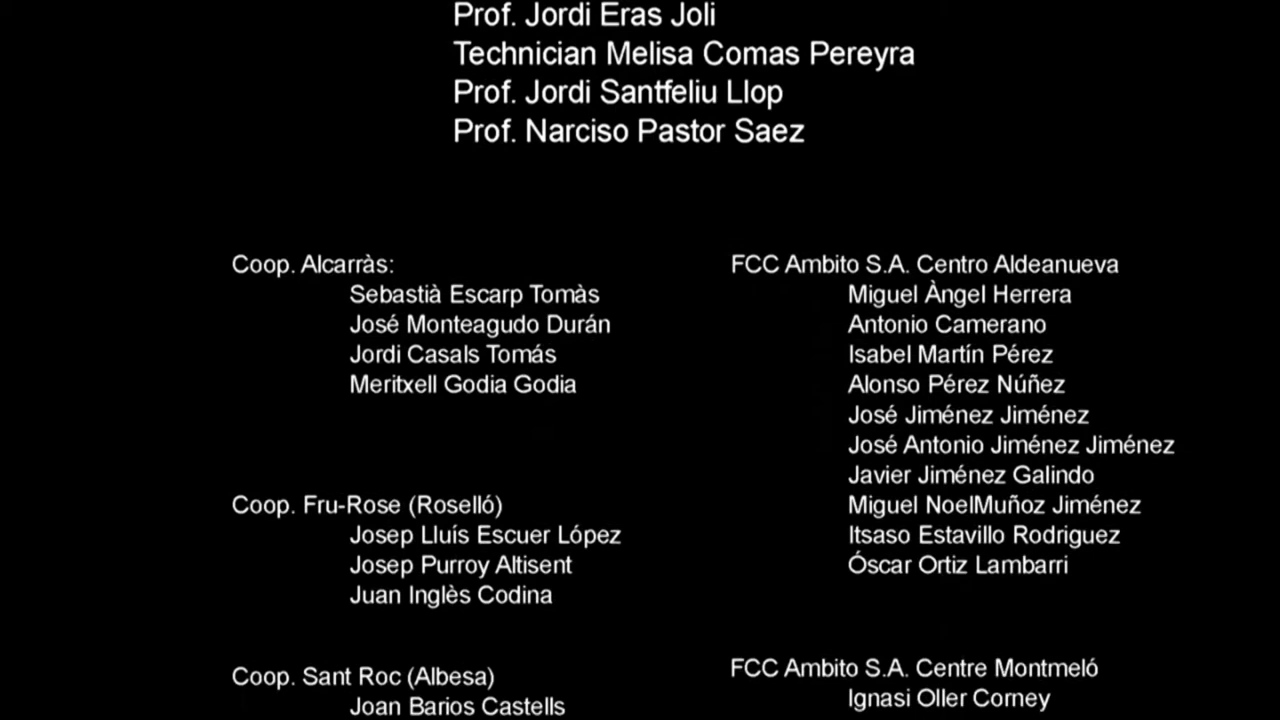 Prof. Jordi Eras Joli
Technician Melisa Comas Pereyra
Prof. Jordi Santfeliu Llop
Prof. Narciso Pastor Saez
Coop. Alcarràs:
Sebastià Escarp Tomàs
José Monteagudo Durán
Jordi Casals Tomás
Meritxell Godia Godia
Coop. Fru-Rose (Roselló)
Josep Lluís Escuer López
Josep Purroy Altisent
Juan Inglès Codina
Coop. Sant Roc (Albesa)
Joan Barios Castells
FCC Ambito S.A. Centro Aldeanueva
Miguel Àngel Herrera
Antonio Camerano
Isabel Martín Pérez
Alonso Pérez Núñez
José Jiménez Jiménez
José Antonio Jiménez Jiménez
Javier Jiménez Galindo
Miguel NoelMuñoz Jiménez
Itsaso Estavillo Rodriguez
Óscar Ortiz Lambarri
FCC Ambito S.A. Centre Montmeló
Ignasi Oller Corney